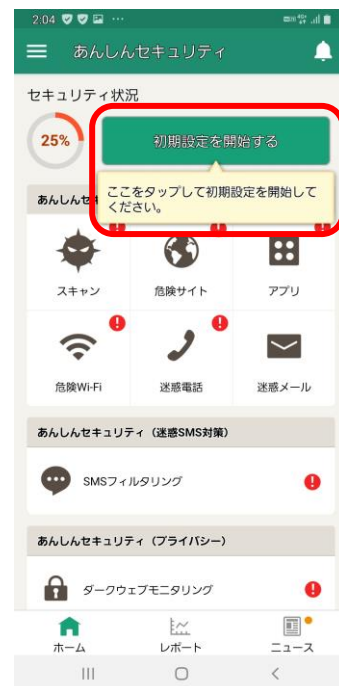 2:04
あんしんセキュリティ
セキュリティ状況
25%
初期設定を開始する
ここをタップして初期設定を開始して
ください。
あんしんセキ
スキャン
危険サイト
アプリ
危険Wi-Fi
迷惑電話
迷惑メール
あんしんセキュリティ（迷惑SMS対策）
SMSフィルタリング
あんしんセキュリティ（プライバシー）
ダークウェブモニタリング
ホーム
レポート
ニュース